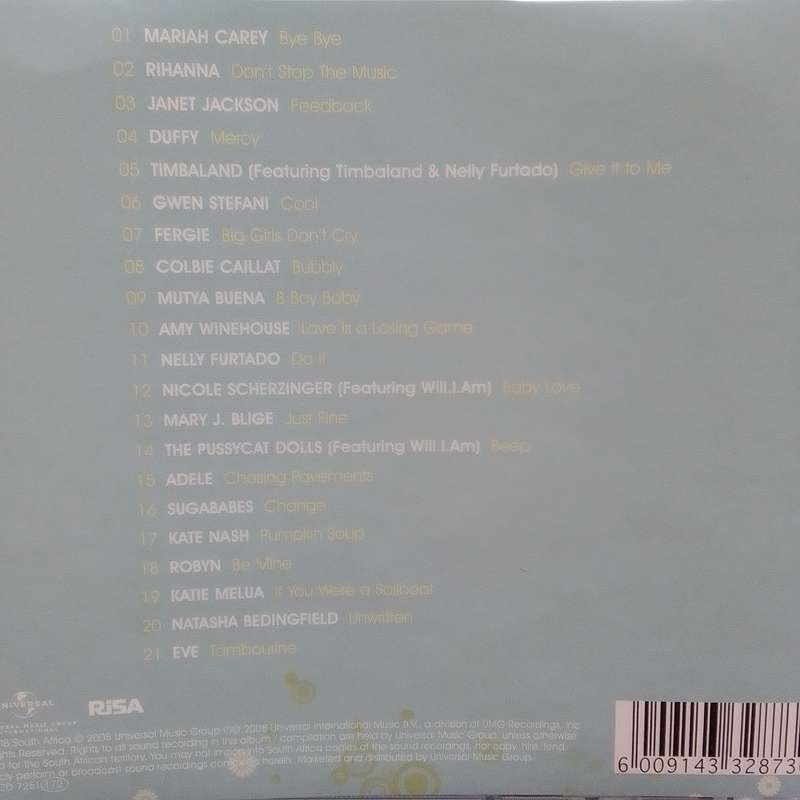 01 MARIAH CAREY Bye Bye
02 RIHANNA Don't Stop The Music
03 JANET JACKSON Feedback
04 DUFFY Mercy
05 TIMBALAND (Featuring Timbaland & Nelly Furtado) Give it to Me
06 GWEN STEFANI Cool
07 FERGIE Big Girls Don't Cry
08 COLBIE CAILLAT Bubbly
09 MUTYA BUENA B Boy Baby
10 AMY WINEHOUSE Love is a Losing Game
11 NELLY FURTADO Do it
12 NICOLE SCHERZINGER (Featuring Will.I.Am) Baby Love
13 MARY J. BLIGE Just Fine
14 THE PUSSYCAT DOLLS (Featuring Will.I.Am) Beep
15 ADELE Chasing Pavements
16 SUGABABES Change
17 KATE NASH Pumpkin Soup
18 ROBYN Be Mine
19 KATIE MELUA If You Were a Sailboat
20 NATASHA BEDINGFIELD Unwritten
21 EVE Tambourine
UNIVERSAL
MUSIC GROUP
RiSA
South Africa © 2008 Universal Music Group ℗© 2008 Universal International Music B.V., a division of UMG Recordings, Inc
Rights Reserved. Rights to all sound recording in this album / compilation are held by Universal Music Group, unless otherwise
for the South African territory. You may not import into South Africa copies of the sound recordings, nor copy, hire, lend,
perform or broadcast sound recordings contained herein. Marketed and distributed by Universal Music Group.
CD 7251 (172)
6 009143 32873